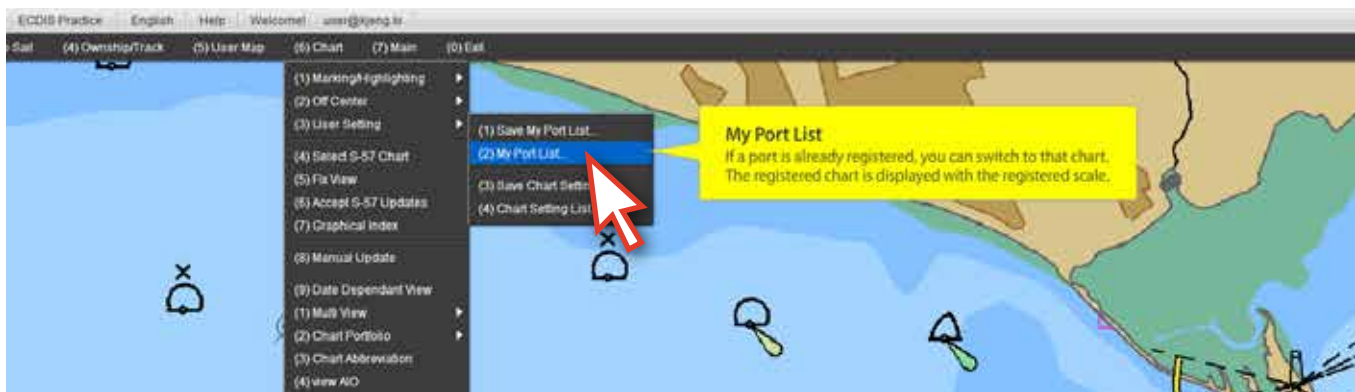 ECDIS Practice English Help Welcome! user@kjeng.kr
Sail (4) Ownship/Track (5) User Map (6) Chart (7) Main (0) Exit
(1) Marking/Highlighting
(2) Off Center
(3) User Setting
(4) Select S-57 Chart
(5) Fix View
(6) Accept S-57 Updates
(7) Graphical Index
(8) Manual Update
(9) Date Dependant View
(1) Multi View
(2) Chart Portfolio
(3) Chart Abbreviation
(4) view AIO
(1) Save My Port List...
(2) My Port List...
(3) Save Chart
(4) Chart Setting List
My Port List
If a port is already registered, you can switch to that chart.
The registered chart is displayed with the registered scale.